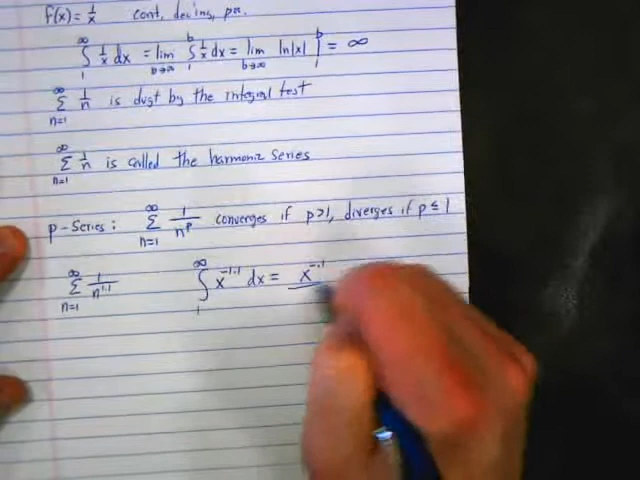 f(x) = 1/x cont, decing, pos.
∫₁^∞ 1/x dx = lim b→∞ ∫₁^b 1/x dx = lim b→∞ ln|x| |₁^b = ∞
∞ Σ n=1 1/n is dvgt by the integral test
∞ Σ n=1 1/n is called the harmonic series
p-series: ∞ Σ n=1 1/n^p converges if p>1, diverges if p ≤ 1
∞ Σ n=1 1/n^1.1 ∫₁^∞ x^-1.1 dx = x^-.1